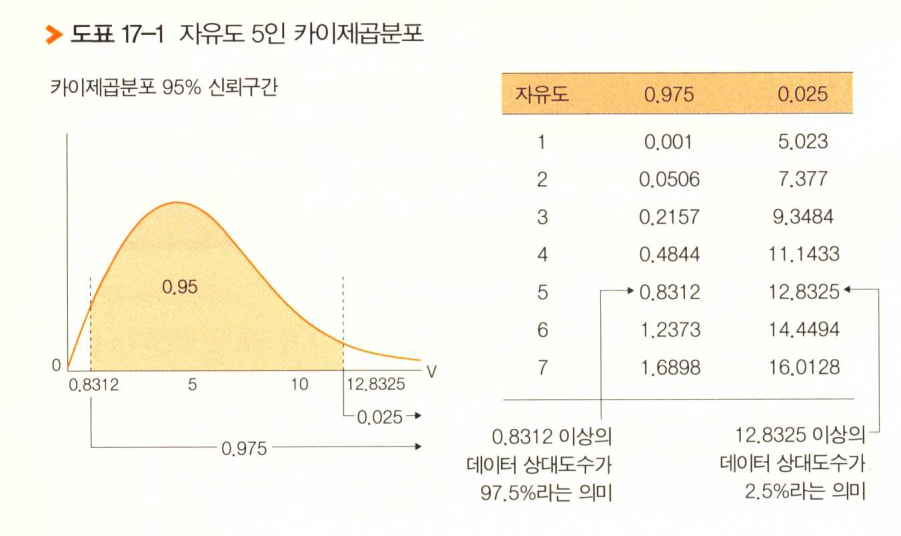 도표 17-1 자유도 5인 카이제곱분포
카이제곱분포 95% 신뢰구간
0.95
0
0.8312 5 10 12.8325 V
0.025
0.975
자유도 0.975 0.025
1 0.001 5.023
2 0.0506 7.377
3 0.2157 9.3484
4 0.4844 11.1433
5 0.8312 12.8325
6 1.2373 14.4494
7 1.6898 16.0128
0.8312 이상의
데이터 상대도수가
97.5%라는 의미
12.8325 이상의
데이터 상대도수가
2.5%라는 의미